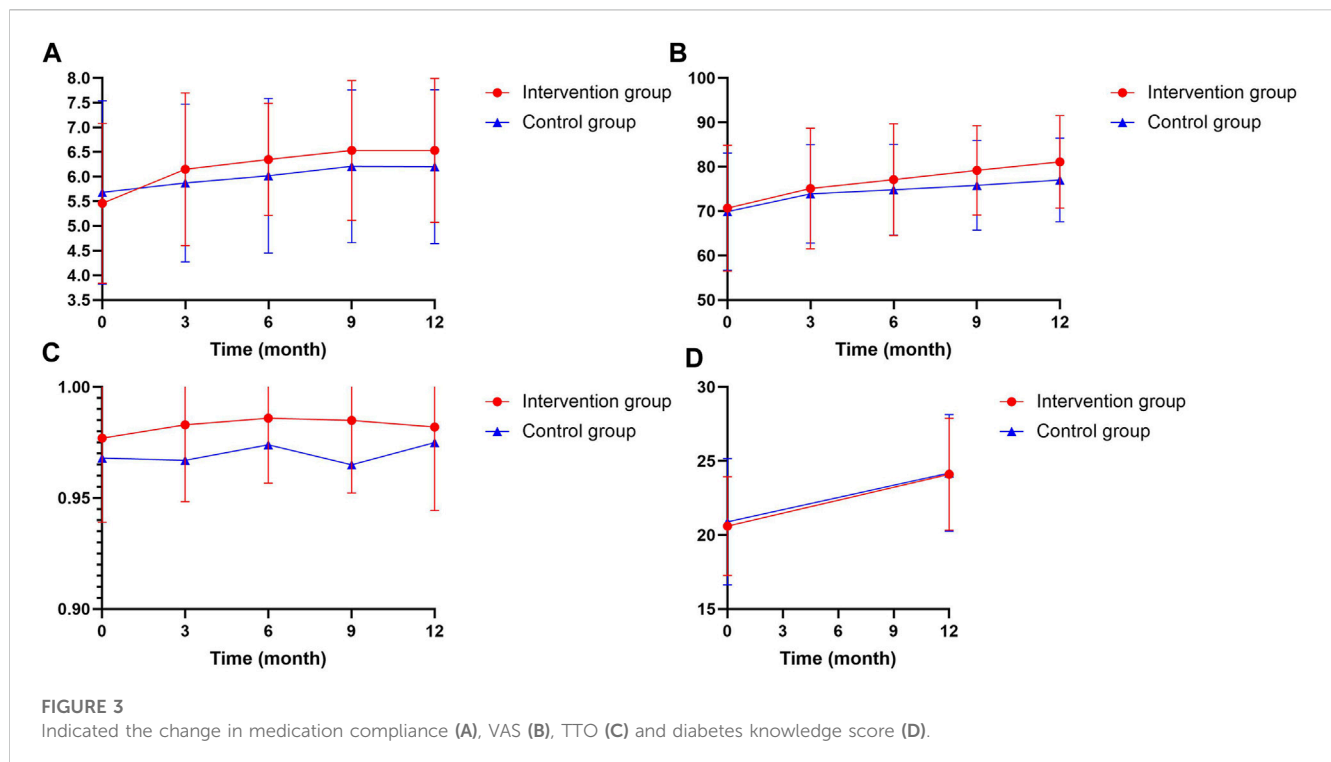 A
8.0
7.5
7.0
6.5
6.0
5.5
5.0
4.5
4.0
3.5
0 3 6 9 12
Time (month)
Intervention group
Control group
B
100
90
80
70
60
50
0 3 6 9 12
Time (month)
Intervention group
Control group
C
1.00
0.95
0.90
0 3 6 9 12
Time (month)
Intervention group
Control group
D
30
25
20
15
0 3 6 9 12
Time (month)
Intervention group
Control group
FIGURE 3
Indicated the change in medication compliance (A), VAS (B), TTO (C) and diabetes knowledge score (D).